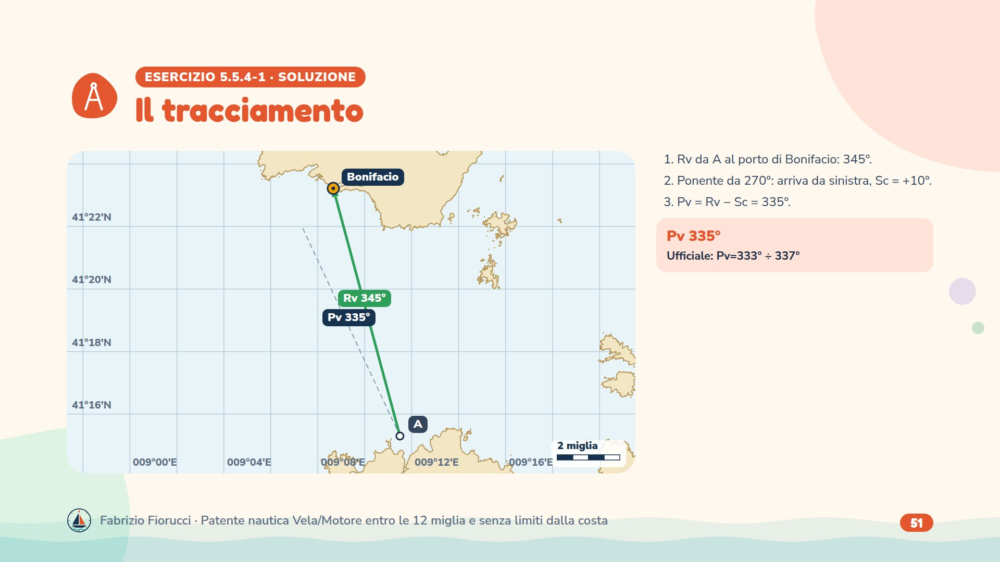 ESERCIZIO 5.5.4-1 · SOLUZIONE
Il tracciamento
Bonifacio
41°22'N
41°20'N
Rv 345°
Pv 335°
41°18'N
41°16'N
A
2 miglia
009°00'E
009°04'E
009°08'E
009°12'E
009°16'E
1. Rv da A al porto di Bonifacio: 345°.
2. Ponente da 270°: arriva da sinistra, Sc = +10°.
3. Pv = Rv − Sc = 335°.
Pv 335°
Ufficiale: Pv=333° ÷ 337°
Fabrizio Fiorucci · Patente nautica Vela/Motore entro le 12 miglia e senza limiti dalla costa
51